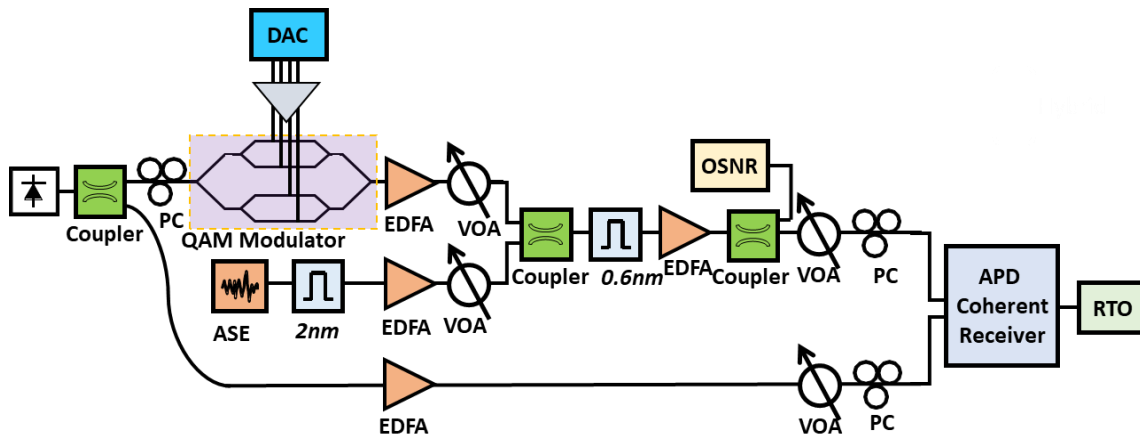 DAC
OSNR
PC
Coupler
QAM Modulator
EDFA
VOA
ASE
2nm
EDFA
VOA
Coupler
0.6nm
EDFA
Coupler
VOA
PC
APD
Coherent
Receiver
RTO
EDFA
VOA
PC